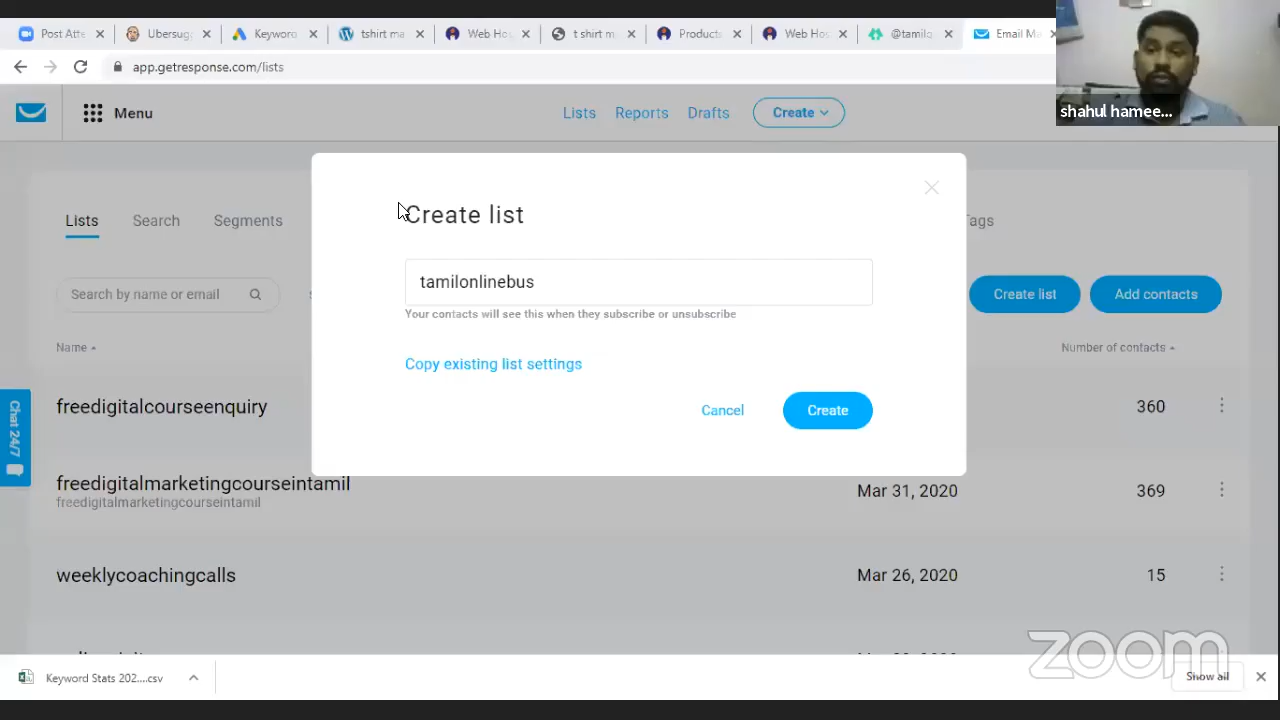 Post Atte
Ubersugg
Keyword
tshirt ma
Web Hos
t shirt m
Products
Web Hos
@tamilo
Email Ma
app.getresponse.com/lists
shahul hamee...
Menu
Lists
Reports
Drafts
Create
Lists
Search
Segments
Tags
Create list
tamilonlinebus
Your contacts will see this when they subscribe or unsubscribe
Search by name or email
Create list
Add contacts
Name
Number of contacts
Copy existing list settings
Cancel
Create
Chat 24/7
freedigitalcourseenquiry
360
freedigitalmarketingcourseintamil
freedigitalmarketingcourseintamil
Mar 31, 2020
369
weeklycoachingcalls
Mar 26, 2020
15
zoom
Keyword Stats 202....csv
Show all